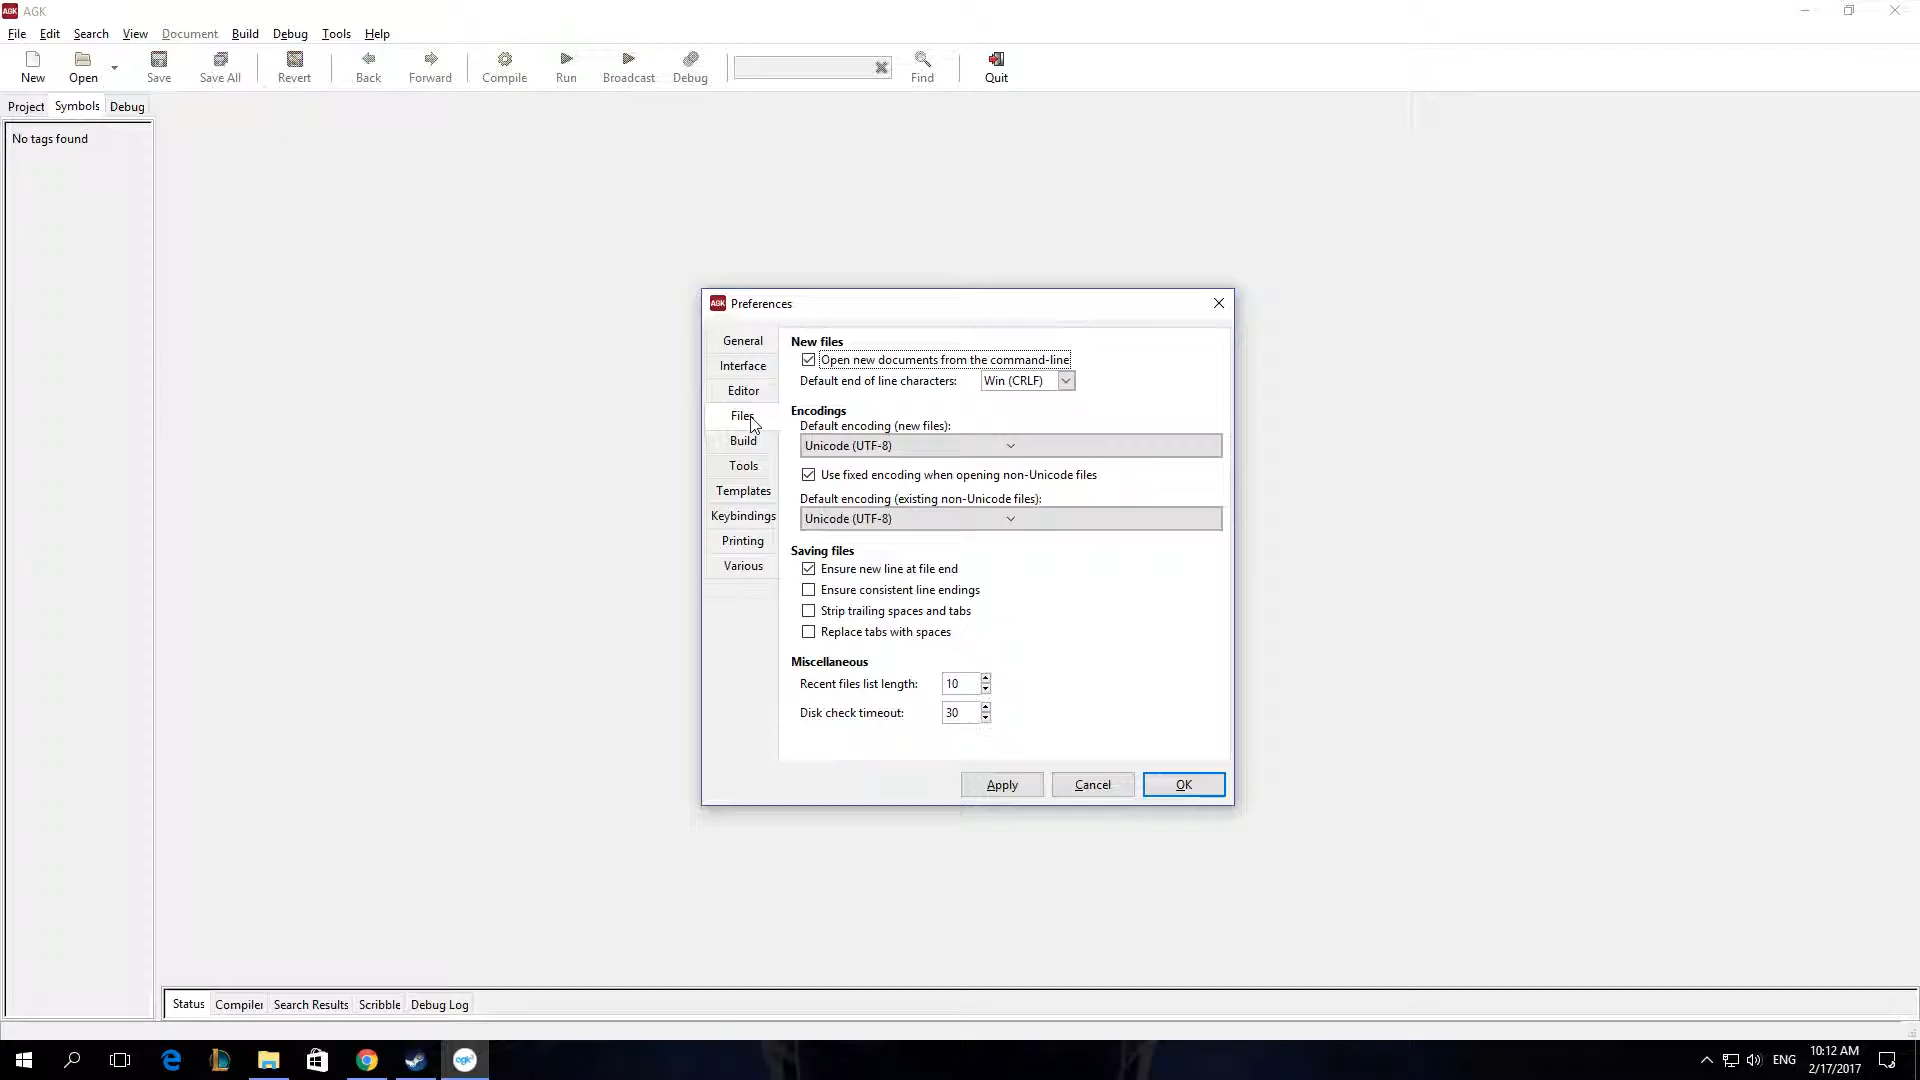 AGK
File Edit Search View Document Build Debug Tools Help
New Open Save Save All Revert Back Forward Compile Run Broadcast Debug Find Quit
Project Symbols Debug
No tags found
AGK Preferences
General
Interface
Editor
Files
Build
Tools
Templates
Keybindings
Printing
Various
New files
Open new documents from the command-line
Default end of line characters: Win (CRLF)
Encodings
Default encoding (new files):
Unicode (UTF-8)
Use fixed encoding when opening non-Unicode files
Default encoding (existing non-Unicode files):
Unicode (UTF-8)
Saving files
Ensure new line at file end
Ensure consistent line endings
Strip trailing spaces and tabs
Replace tabs with spaces
Miscellaneous
Recent files list length: 10
Disk check timeout: 30
Apply Cancel OK
Status Compiler Search Results Scribble Debug Log
agk
ENG
10:12 AM
2/17/2017